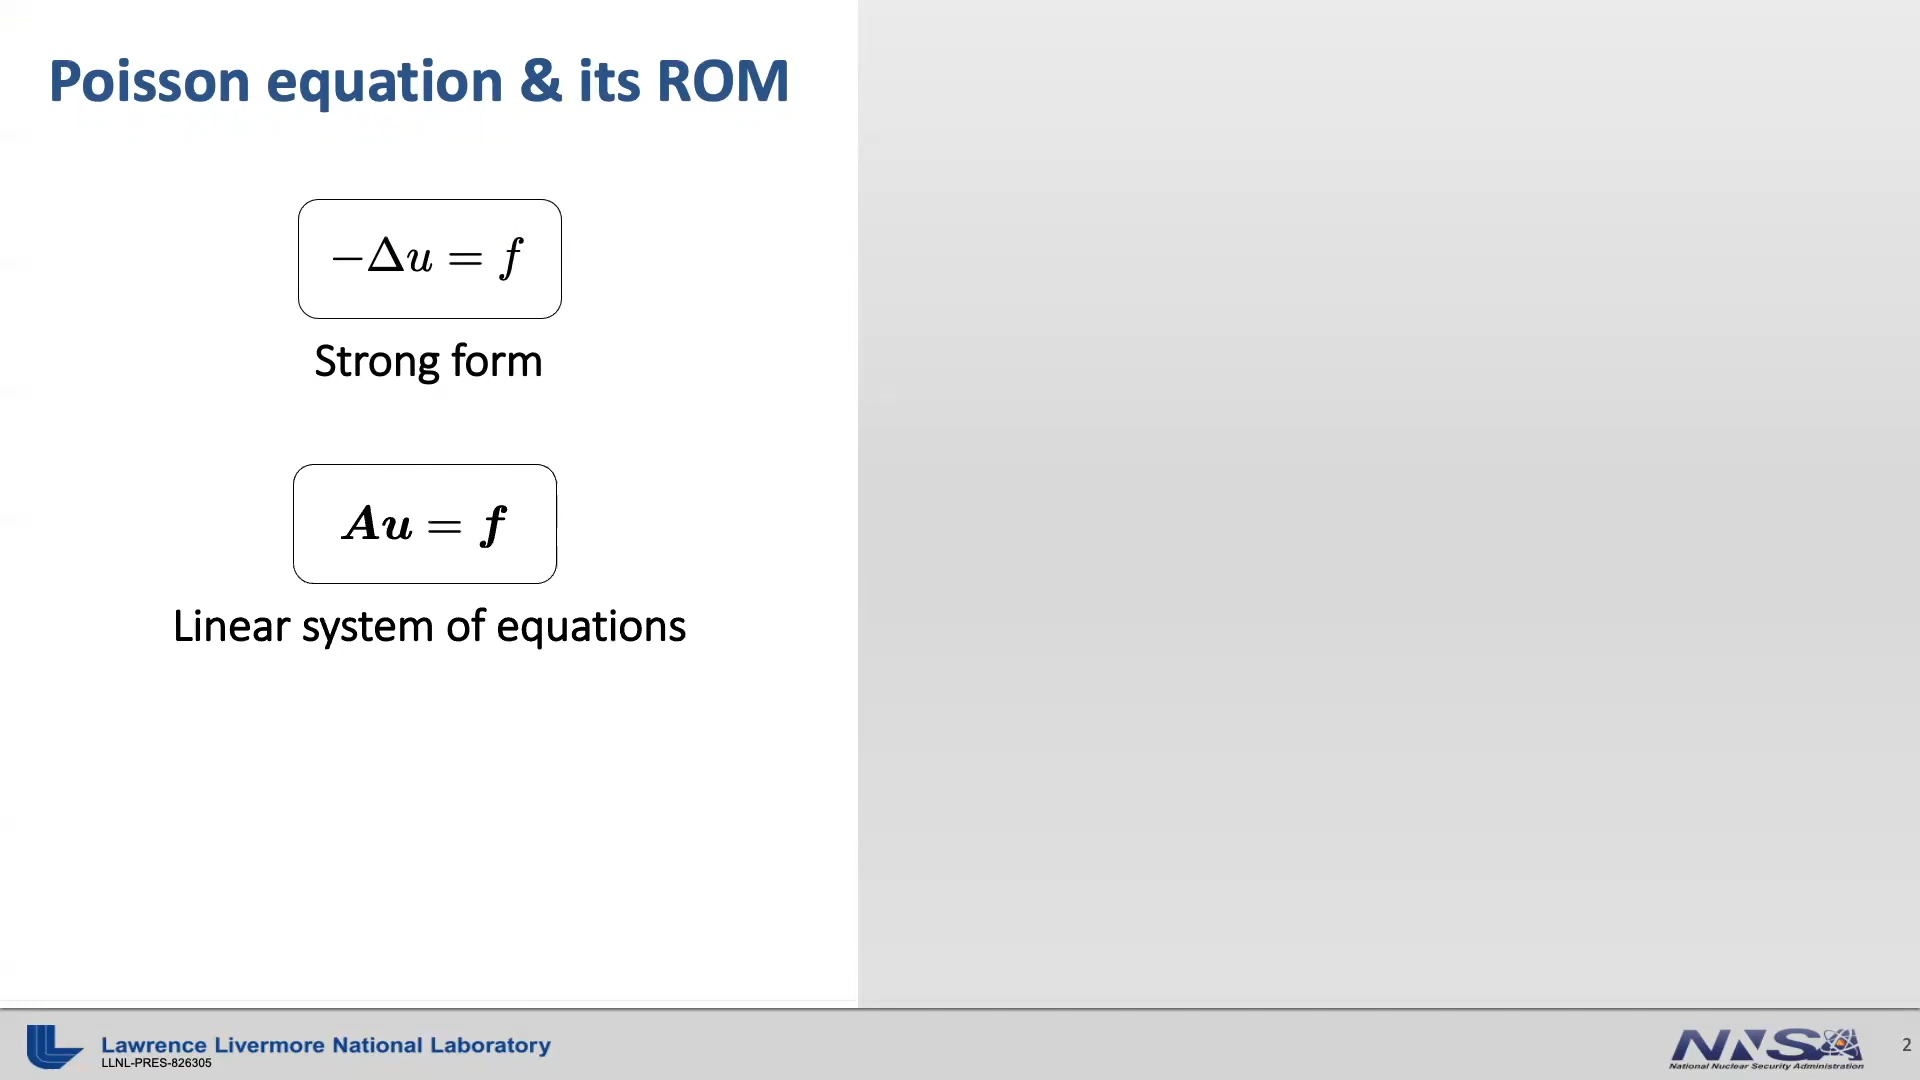 Poisson equation & its ROM
−Δu = f
Strong form
Au = f
Linear system of equations
Lawrence Livermore National Laboratory
LLNL-PRES-826305
NNSA
National Nuclear Security Administration
2